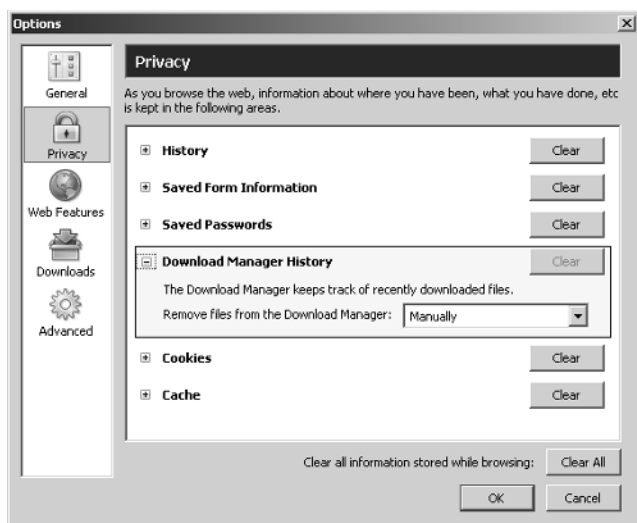 Options
General
Privacy
Web Features
Downloads
Advanced
Privacy
As you browse the web, information about where you have been, what you have done, etc
is kept in the following areas.
History Clear
Saved Form Information Clear
Saved Passwords Clear
Download Manager History Clear
The Download Manager keeps track of recently downloaded files.
Remove files from the Download Manager: Manually
Cookies Clear
Cache Clear
Clear all information stored while browsing: Clear All
OK Cancel